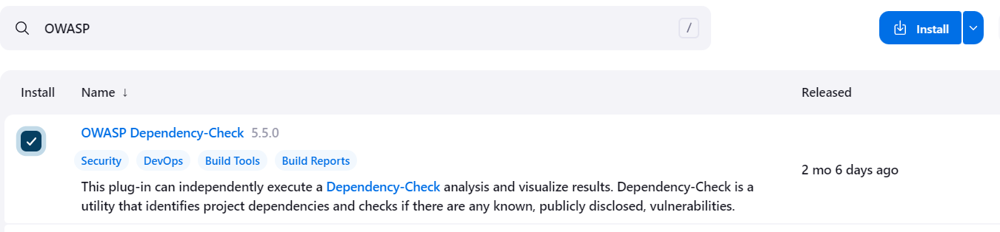 OWASP
/
Install
Install
Name ↓
Released
OWASP Dependency-Check 5.5.0
Security
DevOps
Build Tools
Build Reports
This plug-in can independently execute a Dependency-Check analysis and visualize results. Dependency-Check is a
utility that identifies project dependencies and checks if there are any known, publicly disclosed, vulnerabilities.
2 mo 6 days ago